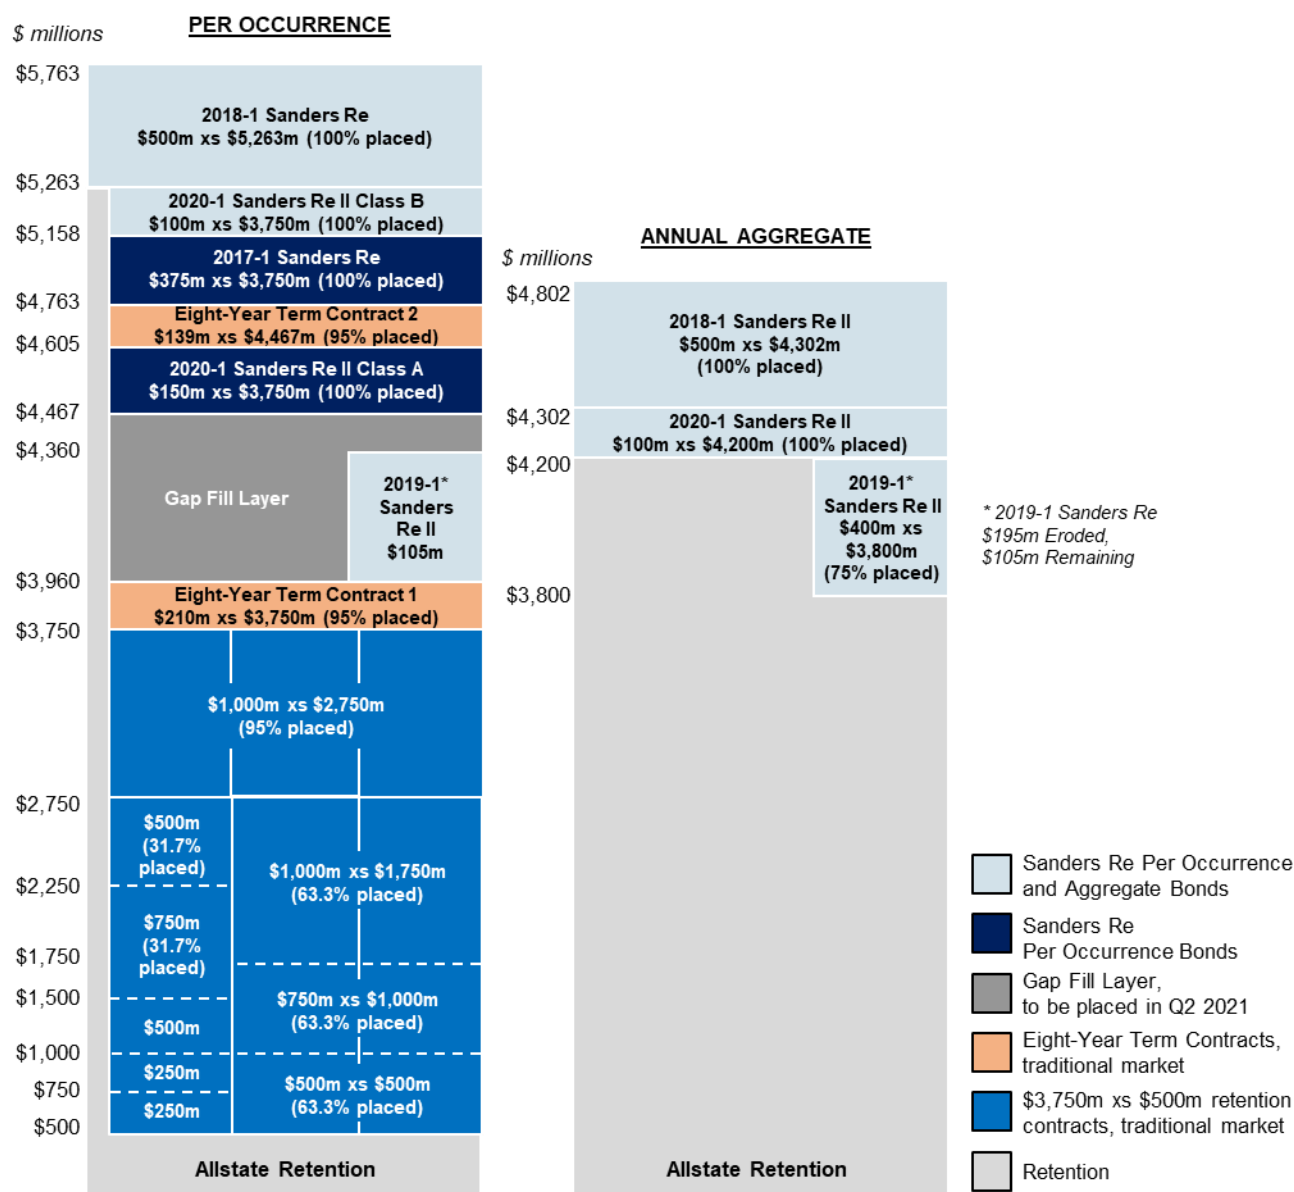 PER OCCURRENCE
$ millions
$5,763
2018-1 Sanders Re
$500m xs $5,263m (100% placed)
$5,263
2020-1 Sanders Re II Class B
$100m xs $3,750m (100% placed)
$5,158
2017-1 Sanders Re
$375m xs $3,750m (100% placed)
$4,763
Eight-Year Term Contract 2
$139m xs $4,467m (95% placed)
$4,605
2020-1 Sanders Re II Class A
$150m xs $3,750m (100% placed)
$4,467
$4,360
Gap Fill Layer
2019-1*
Sanders
Re II
$105m
$3,960
Eight-Year Term Contract 1
$210m xs $3,750m (95% placed)
$3,750
$1,000m xs $2,750m
(95% placed)
$2,750
$500m
(31.7%
placed)
$1,000m xs $1,750m
(63.3% placed)
$2,250
$750m
(31.7%
placed)
$1,750
$1,500
$750m xs $1,000m
(63.3% placed)
$500m
$1,000
$250m
$500m xs $500m
(63.3% placed)
$750
$250m
$500
Allstate Retention
ANNUAL AGGREGATE
$ millions
$4,802
2018-1 Sanders Re II
$500m xs $4,302m
(100% placed)
$4,302
2020-1 Sanders Re II
$100m xs $4,200m (100% placed)
$4,200
2019-1*
Sanders Re II
$400m xs
$3,800m
(75% placed)
$3,800
Allstate Retention
* 2019-1 Sanders Re
$195m Eroded,
$105m Remaining
Sanders Re Per Occurrence
and Aggregate Bonds
Sanders Re
Per Occurrence Bonds
Gap Fill Layer,
to be placed in Q2 2021
Eight-Year Term Contracts,
traditional market
$3,750m xs $500m retention
contracts, traditional market
Retention